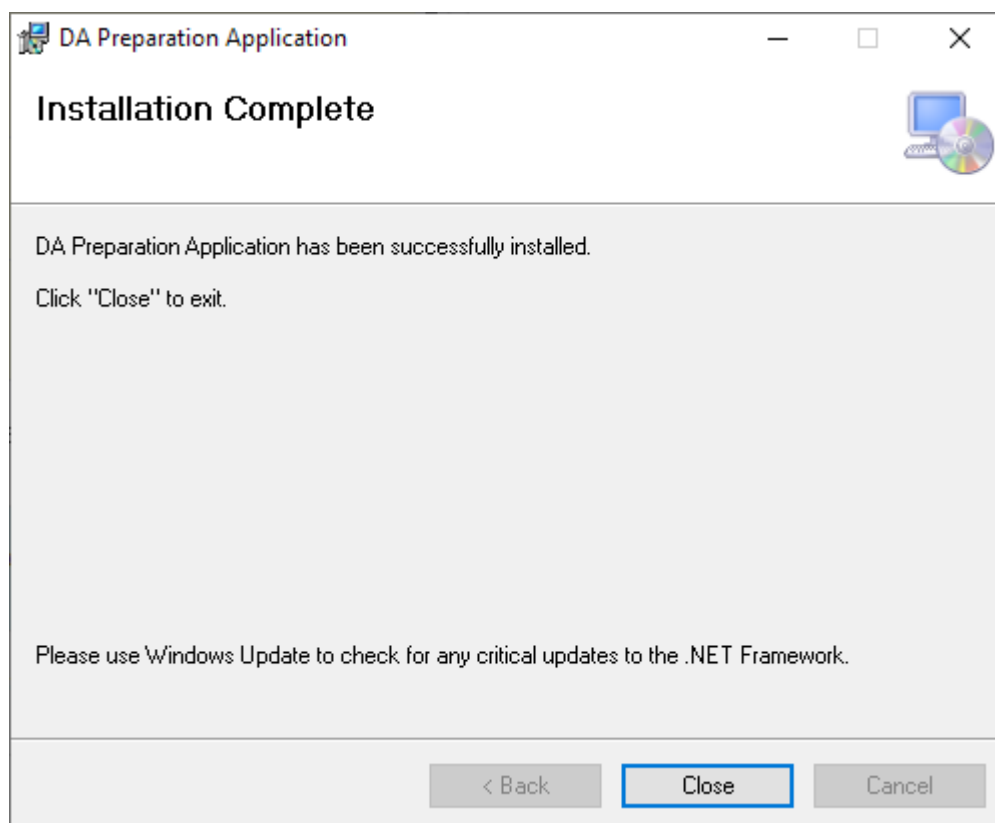 DA Preparation Application
Installation Complete
DA Preparation Application has been successfully installed.
Click "Close" to exit.
Please use Windows Update to check for any critical updates to the .NET Framework.
< Back
Close
Cancel